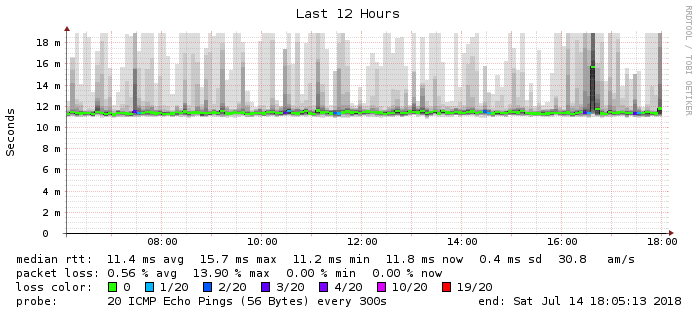 Last 12 Hours
RRDTOOL / TOBI OETIKER
Seconds
18 m
16 m
14 m
12 m
10 m
8 m
6 m
4 m
2 m
0
08:00 10:00 12:00 14:00 16:00 18:00
median rtt: 11.4 ms avg 15.7 ms max 11.2 ms min 11.8 ms now 0.4 ms sd 30.8 am/s
packet loss: 0.56 % avg 13.90 % max 0.00 % min 0.00 % now
loss color: 0 1/20 2/20 3/20 4/20 10/20 19/20
probe: 20 ICMP Echo Pings (56 Bytes) every 300s end: Sat Jul 14 18:05:13 2018